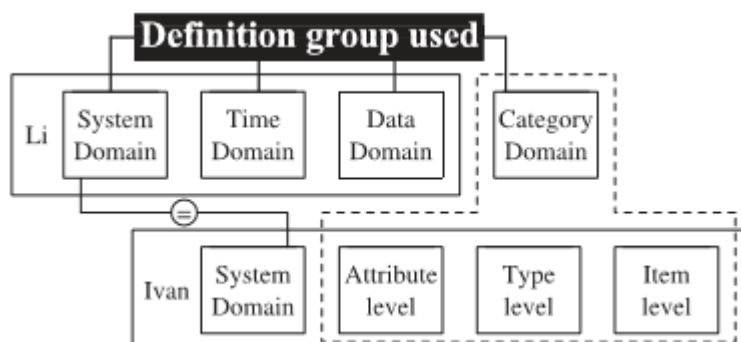 Definition group used
Li
System
Domain
Time
Domain
Data
Domain
Category
Domain
=
Ivan
System
Domain
Attribute
level
Type
level
Item
level